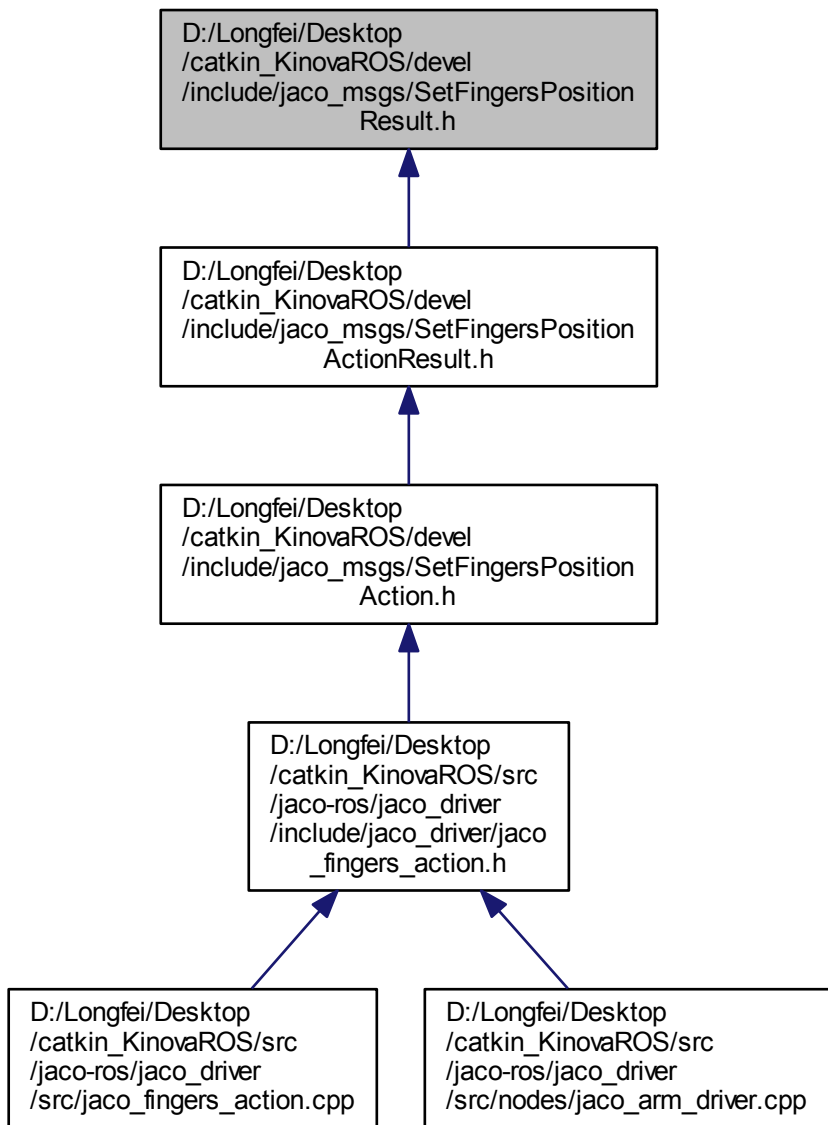 D:/Longfei/Desktop
/catkin_KinovaROS/devel
/include/jaco_msgs/SetFingersPosition
Result.h
D:/Longfei/Desktop
/catkin_KinovaROS/devel
/include/jaco_msgs/SetFingersPosition
ActionResult.h
D:/Longfei/Desktop
/catkin_KinovaROS/devel
/include/jaco_msgs/SetFingersPosition
Action.h
D:/Longfei/Desktop
/catkin_KinovaROS/src
/jaco-ros/jaco_driver
/include/jaco_driver/jaco
_fingers_action.h
D:/Longfei/Desktop
/catkin_KinovaROS/src
/jaco-ros/jaco_driver
/src/jaco_fingers_action.cpp
D:/Longfei/Desktop
/catkin_KinovaROS/src
/jaco-ros/jaco_driver
/src/nodes/jaco_arm_driver.cpp